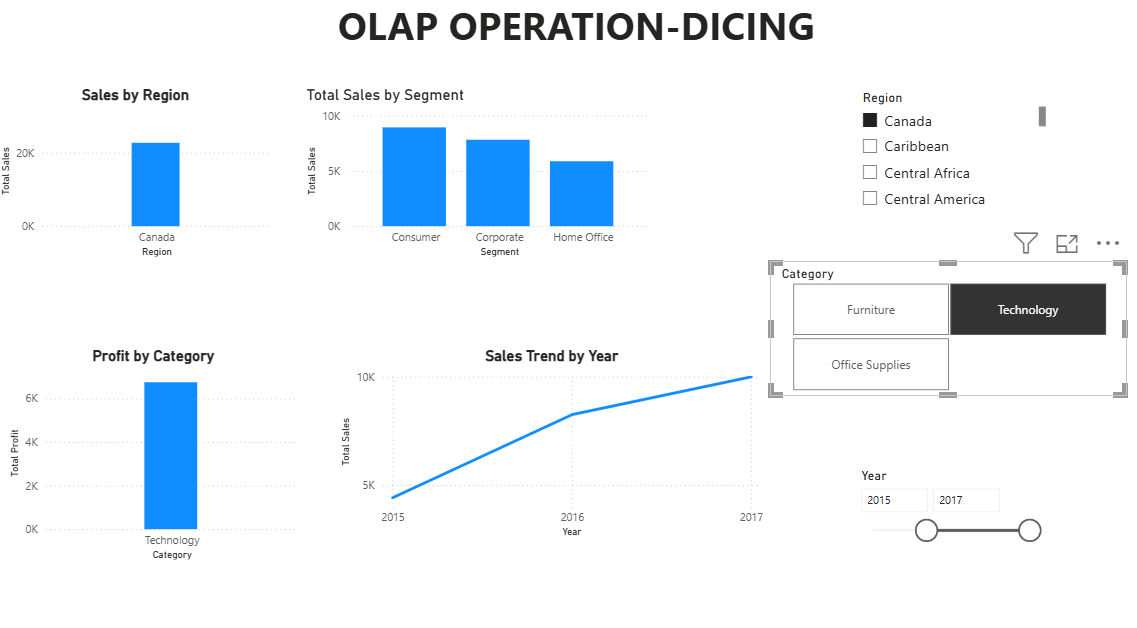 OLAP OPERATION-DICING
Sales by Region
Total Sales
20K
0K
Canada
Region
Total Sales by Segment
Total Sales
10K
5K
0K
Consumer
Corporate
Home Office
Segment
Region
Canada
Caribbean
Central Africa
Central America
Category
Furniture
Technology
Office Supplies
Profit by Category
Total Profit
6K
4K
2K
0K
Technology
Category
Sales Trend by Year
Total Sales
10K
5K
2015
2016
2017
Year
Year
2015
2017